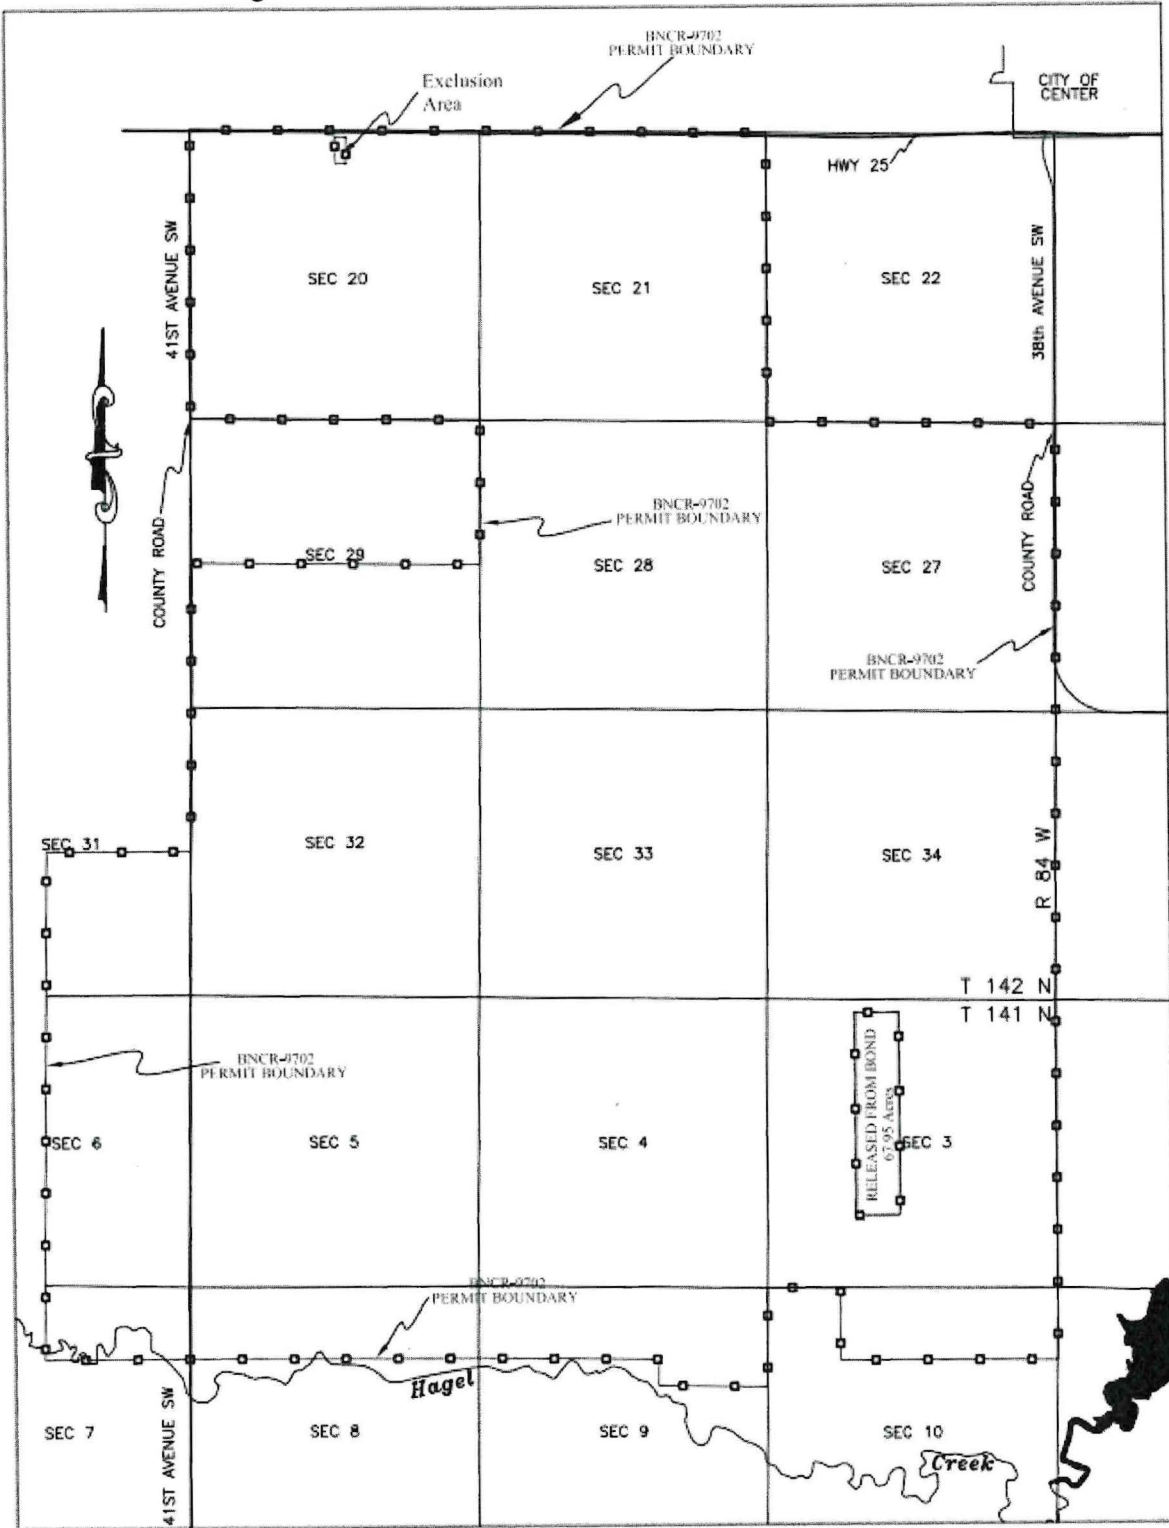 BNCR-9702
PERMIT BOUNDARY
Exclusion
Area
CITY OF
CENTER
HWY 25
41ST AVENUE SW
SEC 20
SEC 21
SEC 22
38th AVENUE SW
COUNTY ROAD
BNCR-9702
PERMIT BOUNDARY
SEC 29
SEC 28
SEC 27
COUNTY ROAD
BNCR-9702
PERMIT BOUNDARY
SEC 31
SEC 32
SEC 33
SEC 34
R 84 W
T 142 N
T 141 N
BNCR-9702
PERMIT BOUNDARY
RELEASED FROM BOND
67.95 Acres
SEC 6
SEC 5
SEC 4
SEC 3
BNCR-9702
PERMIT BOUNDARY
Hagel
41ST AVENUE SW
SEC 7
SEC 8
SEC 9
SEC 10
Creek